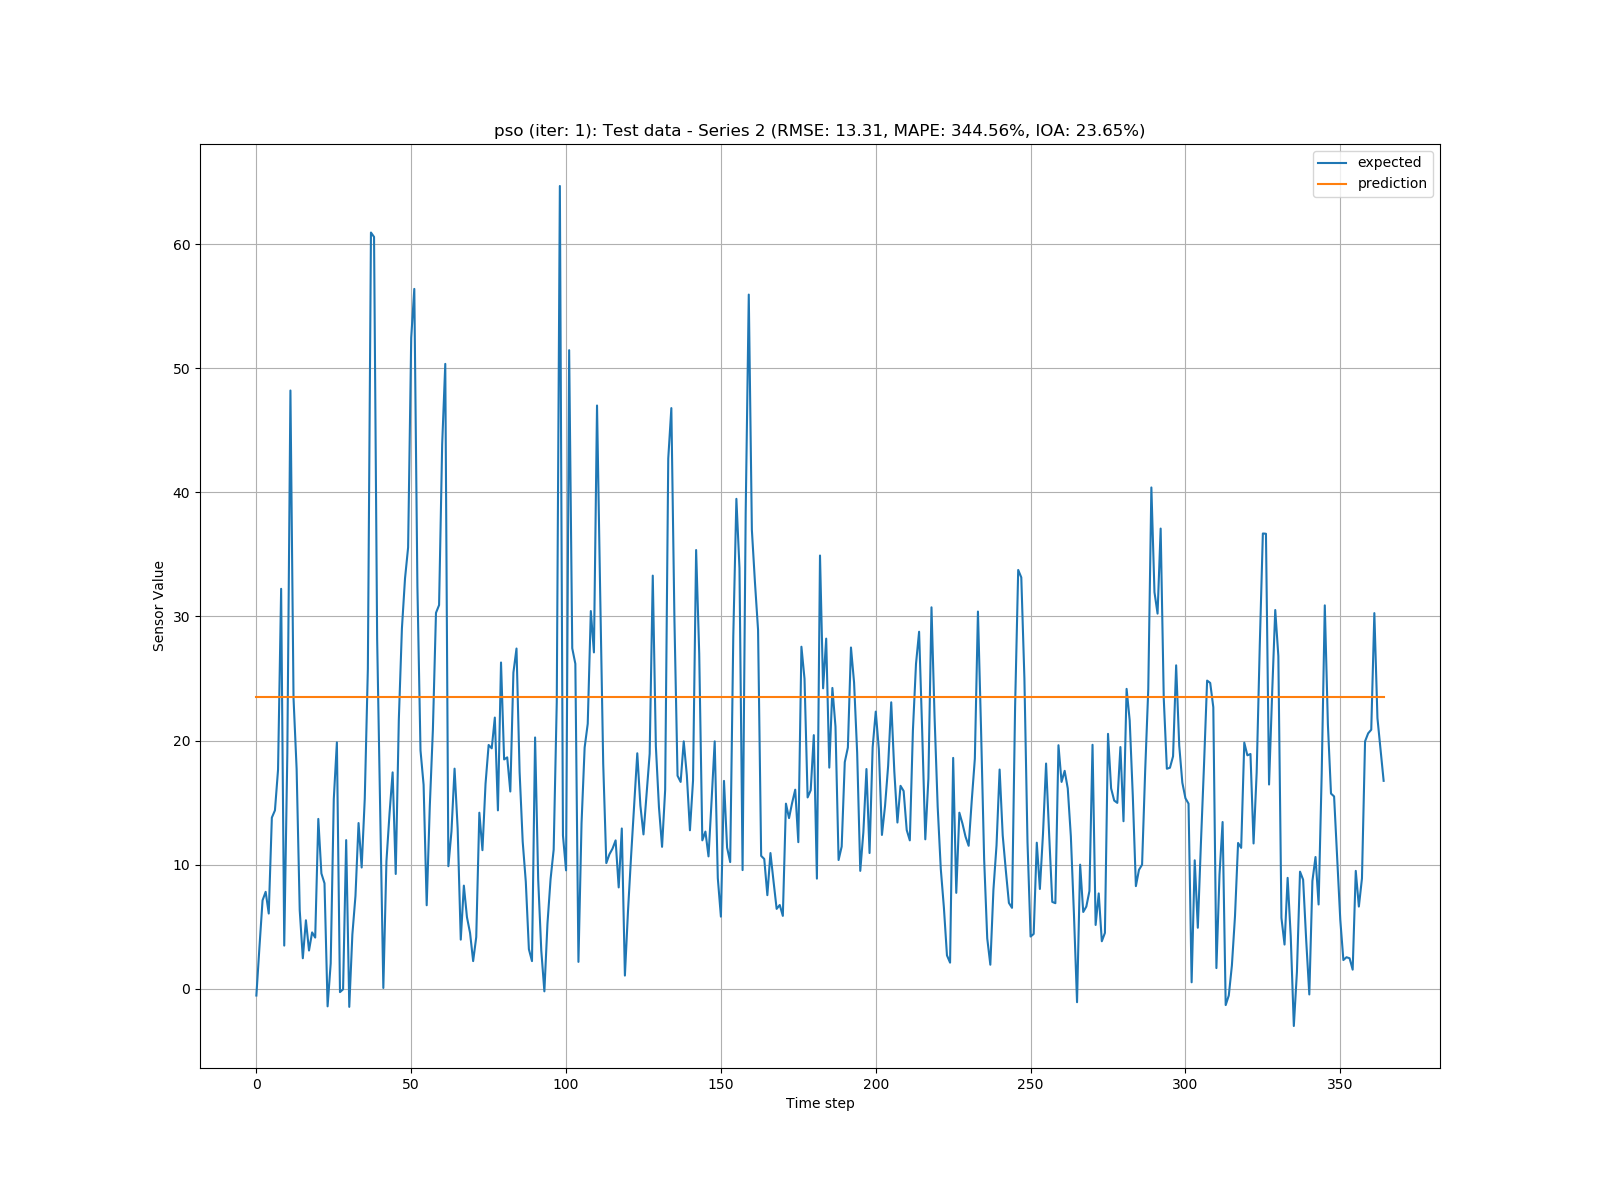 pso (iter: 1): Test data - Series 2 (RMSE: 13.31, MAPE: 344.56%, IOA: 23.65%)
expected
prediction
60
50
40
30
20
10
0
Sensor Value
0 50 100 150 200 250 300 350
Time step